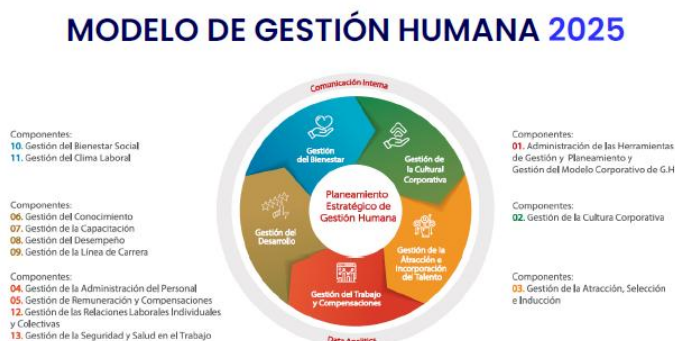 MODELO DE GESTIÓN HUMANA 2025
Comunicación Interna
Componentes:
10. Gestión del Bienestar Social
11. Gestión del Clima Laboral
Componentes:
06. Gestión del Conocimiento
07. Gestión de la Capacitación
08. Gestión del Desempeño
09. Gestión de la Línea de Carrera
Componentes:
04. Gestión de la Administración del Personal
05. Gestión de Remuneración y Compensaciones
12. Gestión de las Relaciones Laborales Individuales
y Colectivas
13. Gestión de la Seguridad y Salud en el Trabajo
Gestión
del Bienestar
Gestión de
la Cultural
Corporativa
Planeamiento
Estratégico de
Gestión Humana
Gestión del
Desarrollo
Gestión de la
Atracción e
Incorporación
del Talento
Gestión del Trabajo
y Compensaciones
Componentes:
01. Administración de las Herramientas
de Gestión y Planeamiento y
Gestión del Modelo Corporativo de G.H
Componentes:
02. Gestión de la Cultura Corporativa
Componentes:
03. Gestión de la Atracción, Selección
e Inducción